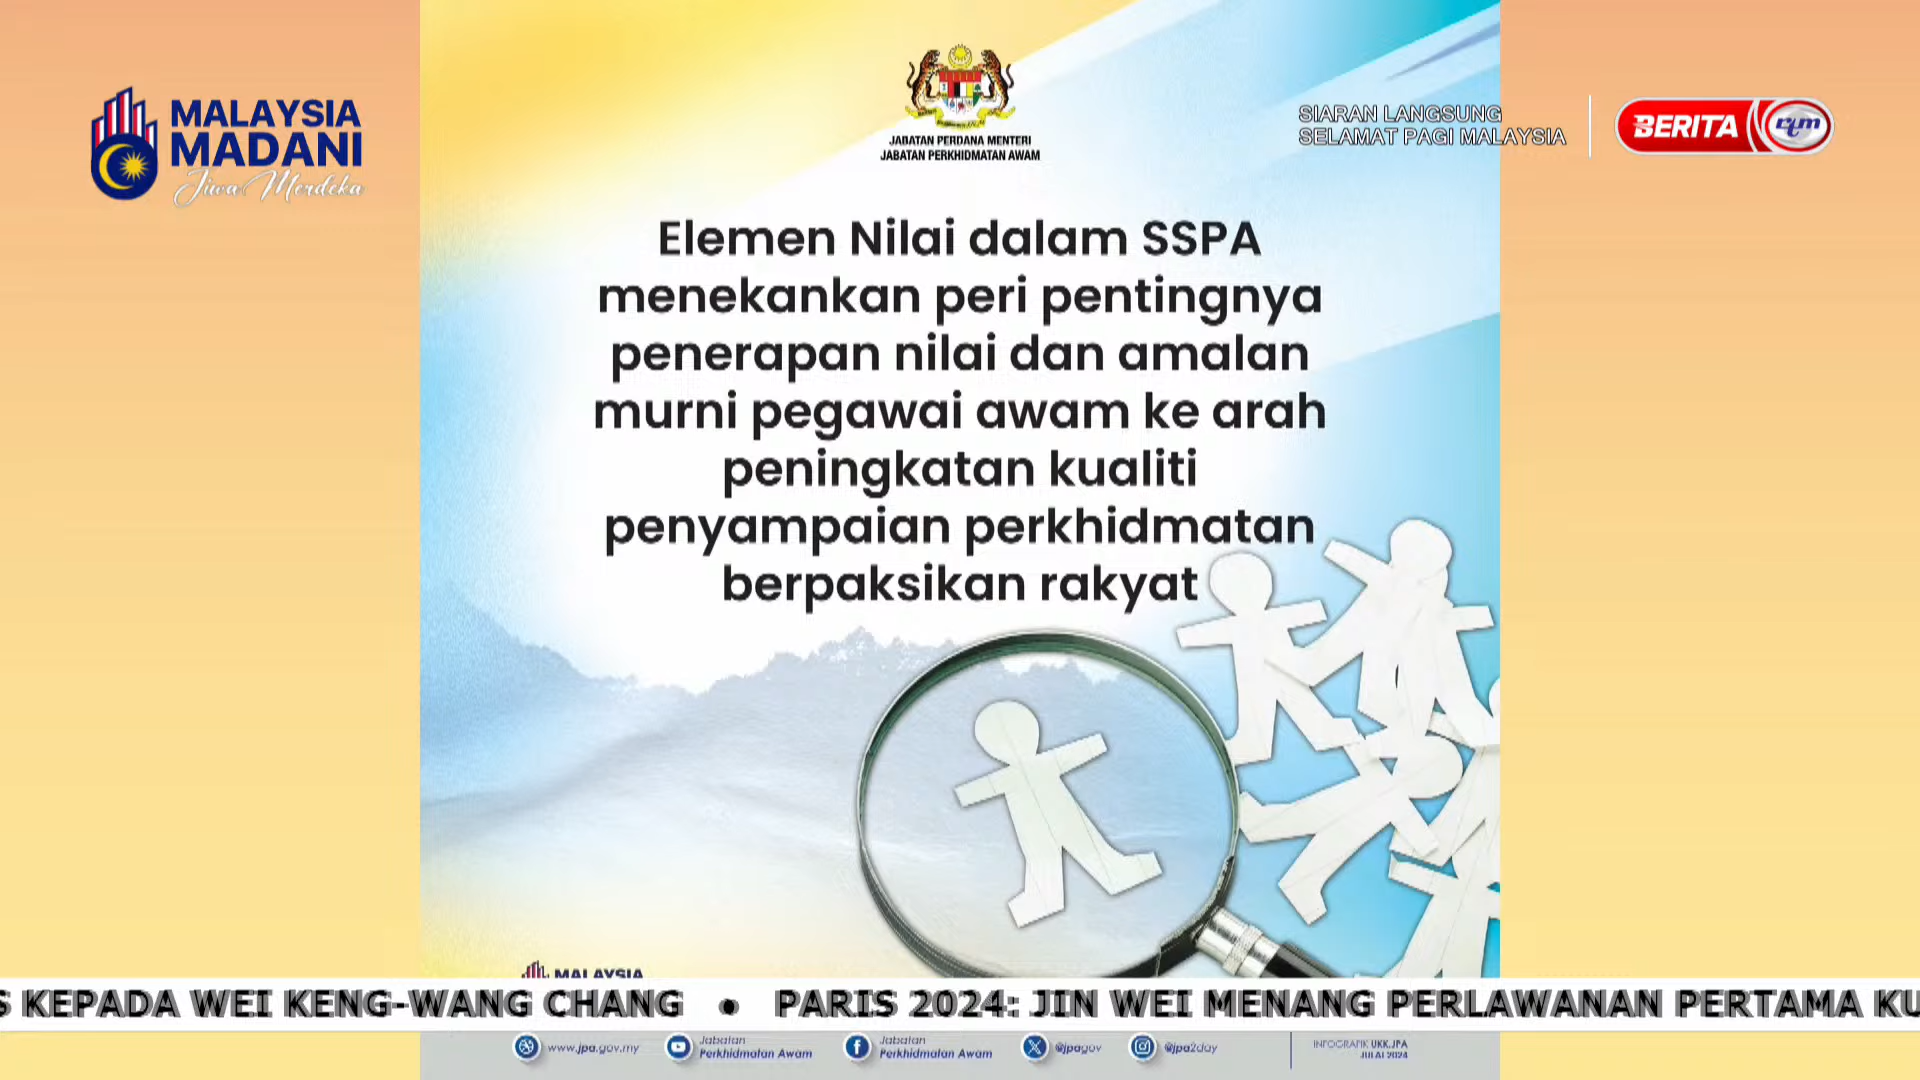 MALAYSIA
MADANI
Jiwa Merdeka
JABATAN PERDANA MENTERI
JABATAN PERKHIDMATAN AWAM
SIARAN LANGSUNG
SELAMAT PAGI MALAYSIA
BERITA rtm
Elemen Nilai dalam SSPA
menekankan peri pentingnya
penerapan nilai dan amalan
murni pegawai awam ke arah
peningkatan kualiti
penyampaian perkhidmatan
berpaksikan rakyat
MALAYSIA
S KEPADA WEI KENG-WANG CHANG • PARIS 2024: JIN WEI MENANG PERLAWANAN PERTAMA KU
www.jpa.gov.my
Jabatan
Perkhidmatan Awam
Jabatan
Perkhidmatan Awam
@jpagov
@jpa2day
INFOGRAFIK UKK.JPA
JULAI 2024